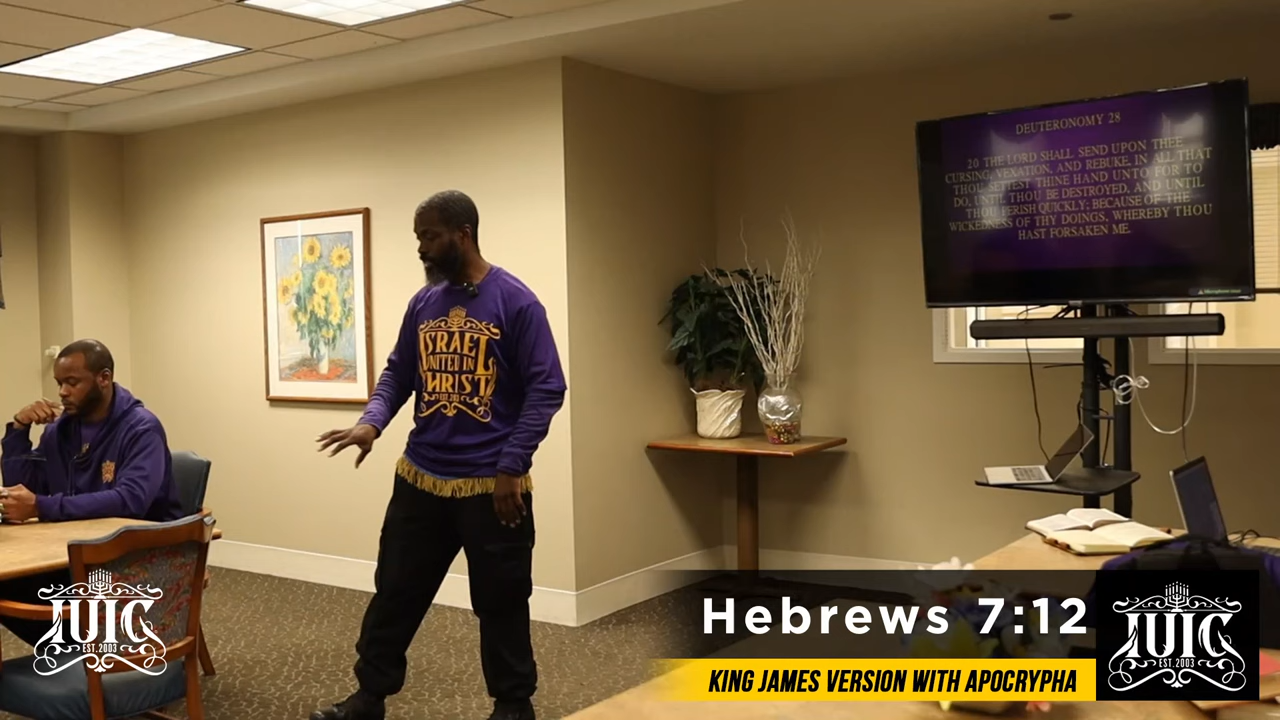 DEUTERONOMY 28
20 THE LORD SHALL SEND UPON THEE
CURSING, VEXATION, AND REBUKE, IN ALL THAT
THOU SETTEST THINE HAND UNTO FOR TO
DO, UNTIL THOU BE DESTROYED, AND UNTIL
THOU PERISH QUICKLY; BECAUSE OF THE
WICKEDNESS OF THY DOINGS, WHEREBY THOU
HAST FORSAKEN ME.
ISRAEL
UNITED IN
CHRIST
IUIC
EST. 2003
Hebrews 7:12
KING JAMES VERSION WITH APOCRYPHA
IUIC
EST. 2003